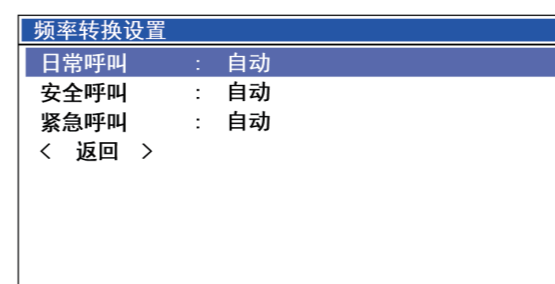 频率转换设置
日常呼叫 : 自动
安全呼叫 : 自动
紧急呼叫 : 自动
< 返回 >